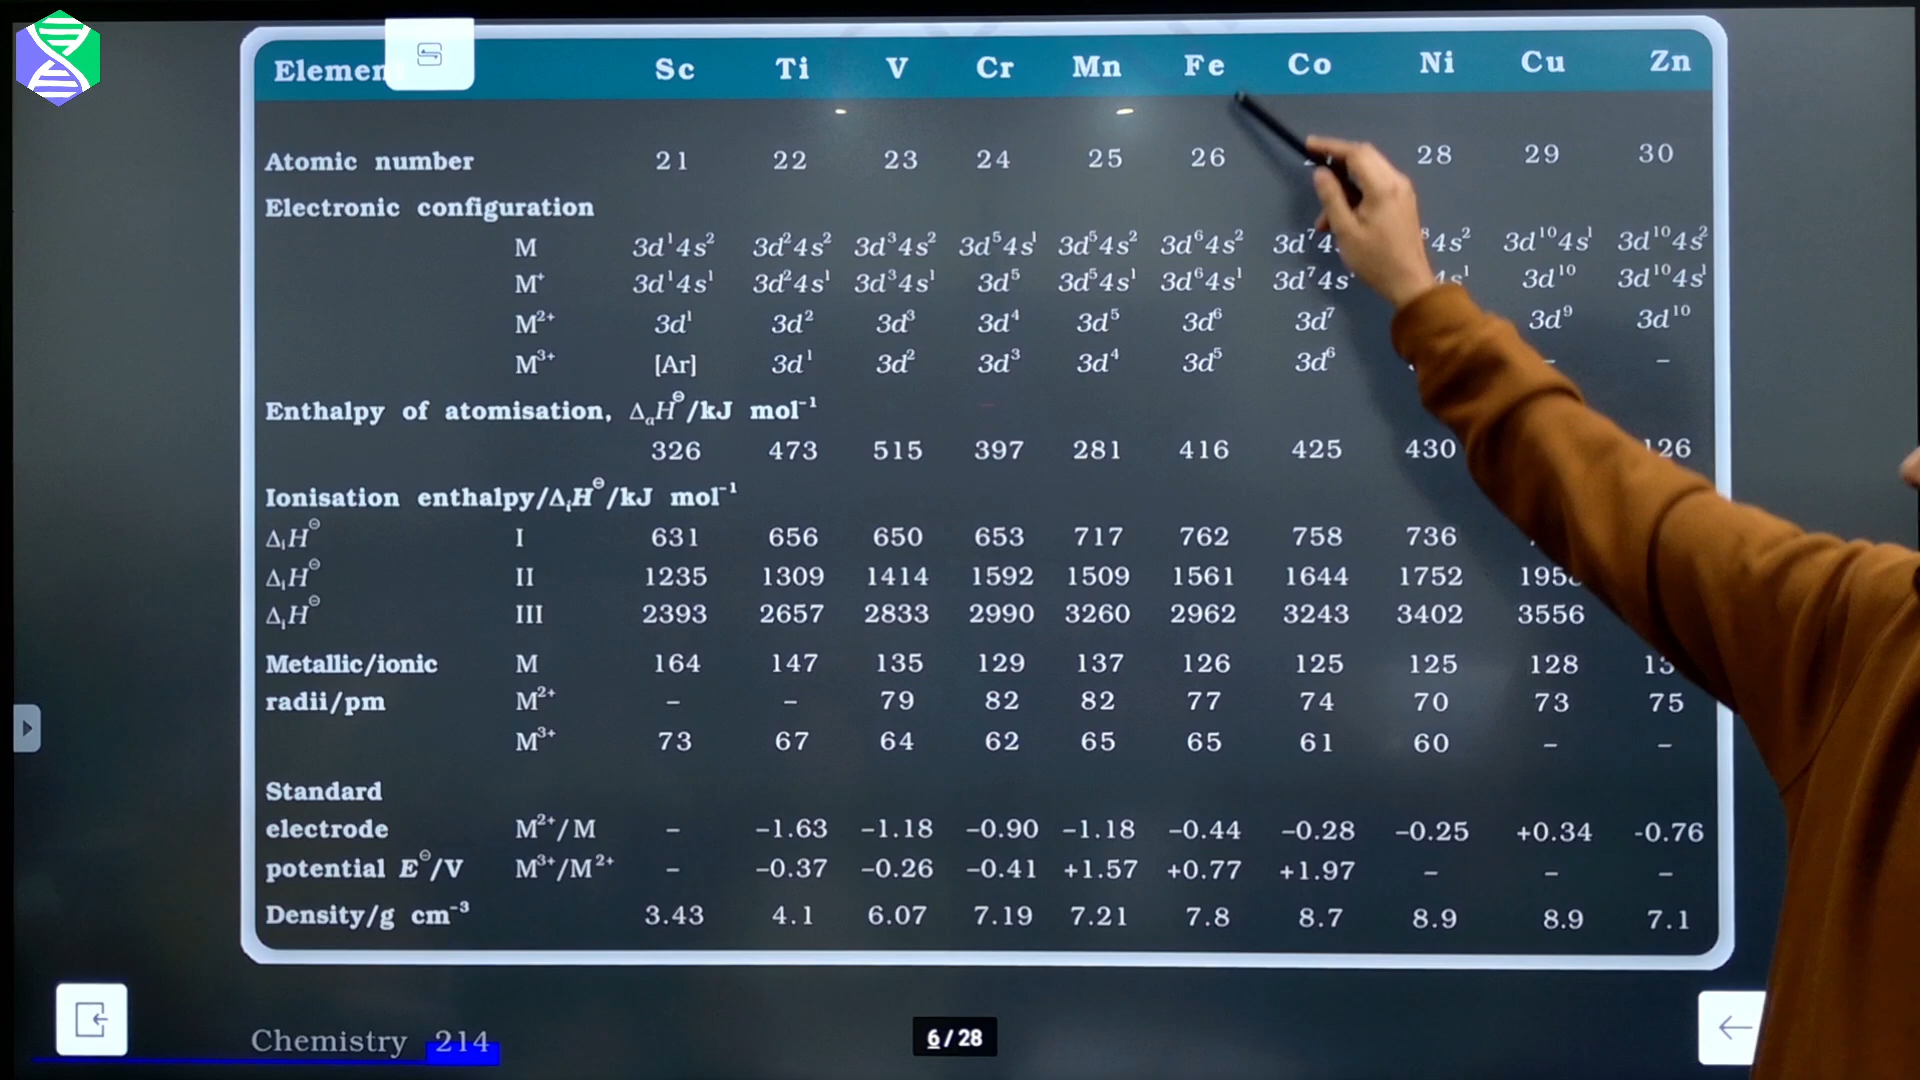 Elemen Sc Ti V Cr Mn Fe Co Ni Cu Zn
Atomic number 21 22 23 24 25 26 28 29 30
Electronic configuration
M 3d¹4s² 3d²4s² 3d³4s² 3d⁵4s¹ 3d⁵4s² 3d⁶4s² 3d⁷4 ⁸4s² 3d¹⁰4s¹ 3d¹⁰4s²
M⁺ 3d¹4s¹ 3d²4s¹ 3d³4s¹ 3d⁵ 3d⁵4s¹ 3d⁶4s¹ 3d⁷4s 4s¹ 3d¹⁰ 3d¹⁰4s¹
M²⁺ 3d¹ 3d² 3d³ 3d⁴ 3d⁵ 3d⁶ 3d⁷ 3d⁹ 3d¹⁰
M³⁺ [Ar] 3d¹ 3d² 3d³ 3d⁴ 3d⁵ 3d⁶ – –
Enthalpy of atomisation, ΔₐH⊖/kJ mol⁻¹
326 473 515 397 281 416 425 430 126
Ionisation enthalpy/ΔᵢH⊖/kJ mol⁻¹
ΔᵢH⊖ I 631 656 650 653 717 762 758 736
ΔᵢH⊖ II 1235 1309 1414 1592 1509 1561 1644 1752 195
ΔᵢH⊖ III 2393 2657 2833 2990 3260 2962 3243 3402 3556
Metallic/ionic M 164 147 135 129 137 126 125 125 128 13
radii/pm M²⁺ – – 79 82 82 77 74 70 73 75
M³⁺ 73 67 64 62 65 65 61 60 – –
Standard
electrode M²⁺/M – –1.63 –1.18 –0.90 –1.18 –0.44 –0.28 –0.25 +0.34 -0.76
potential E⊖/V M³⁺/M²⁺ – –0.37 –0.26 –0.41 +1.57 +0.77 +1.97 – – –
Density/g cm⁻³ 3.43 4.1 6.07 7.19 7.21 7.8 8.7 8.9 8.9 7.1
Chemistry 214
6 / 28